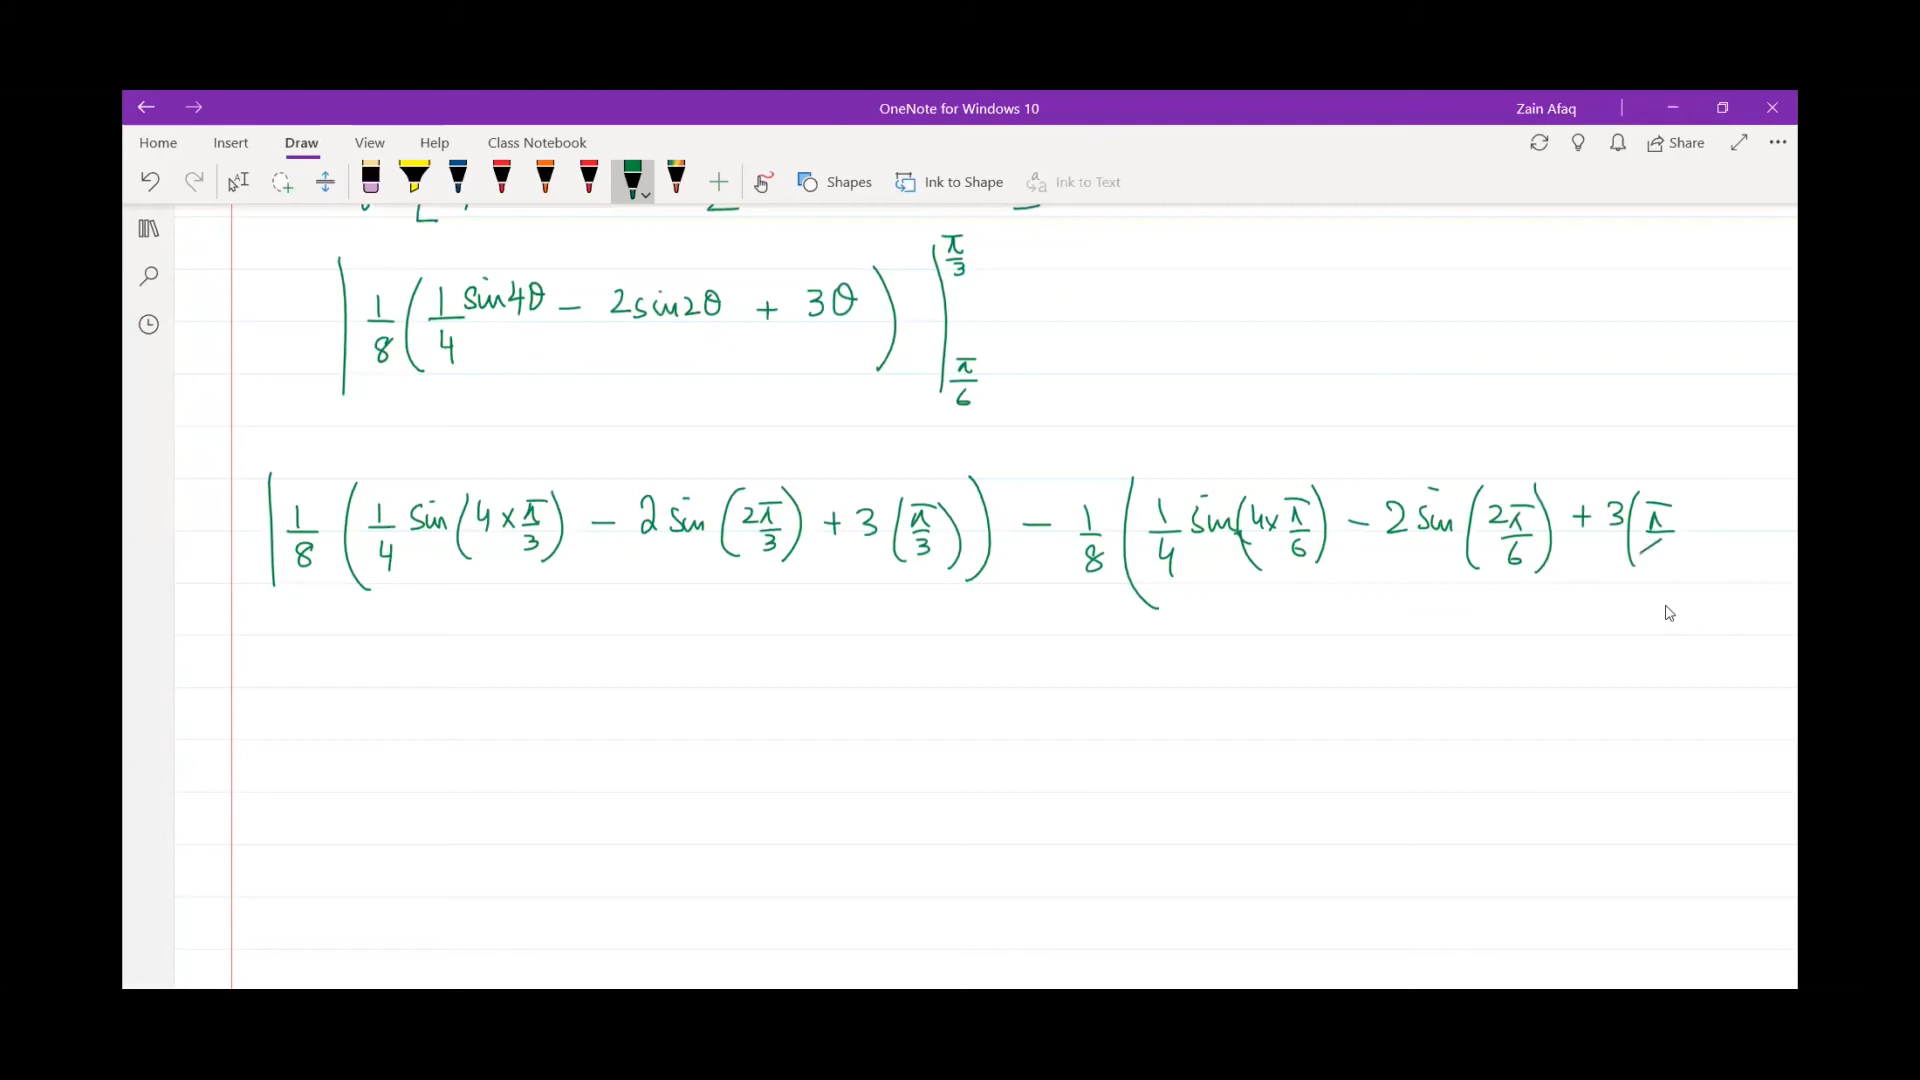 OneNote for Windows 10
Zain Afaq
Home Insert Draw View Help Class Notebook Share
Shapes Ink to Shape Ink to Text
| 1/8 ( 1/4 sin4θ − 2sin2θ + 3θ ) | π/3 π/6
| 1/8 ( 1/4 sin(4×π/3) − 2 sin(2π/3) + 3(π/3) ) − 1/8 ( 1/4 sin(4×π/6) − 2 sin(2π/6) + 3(π